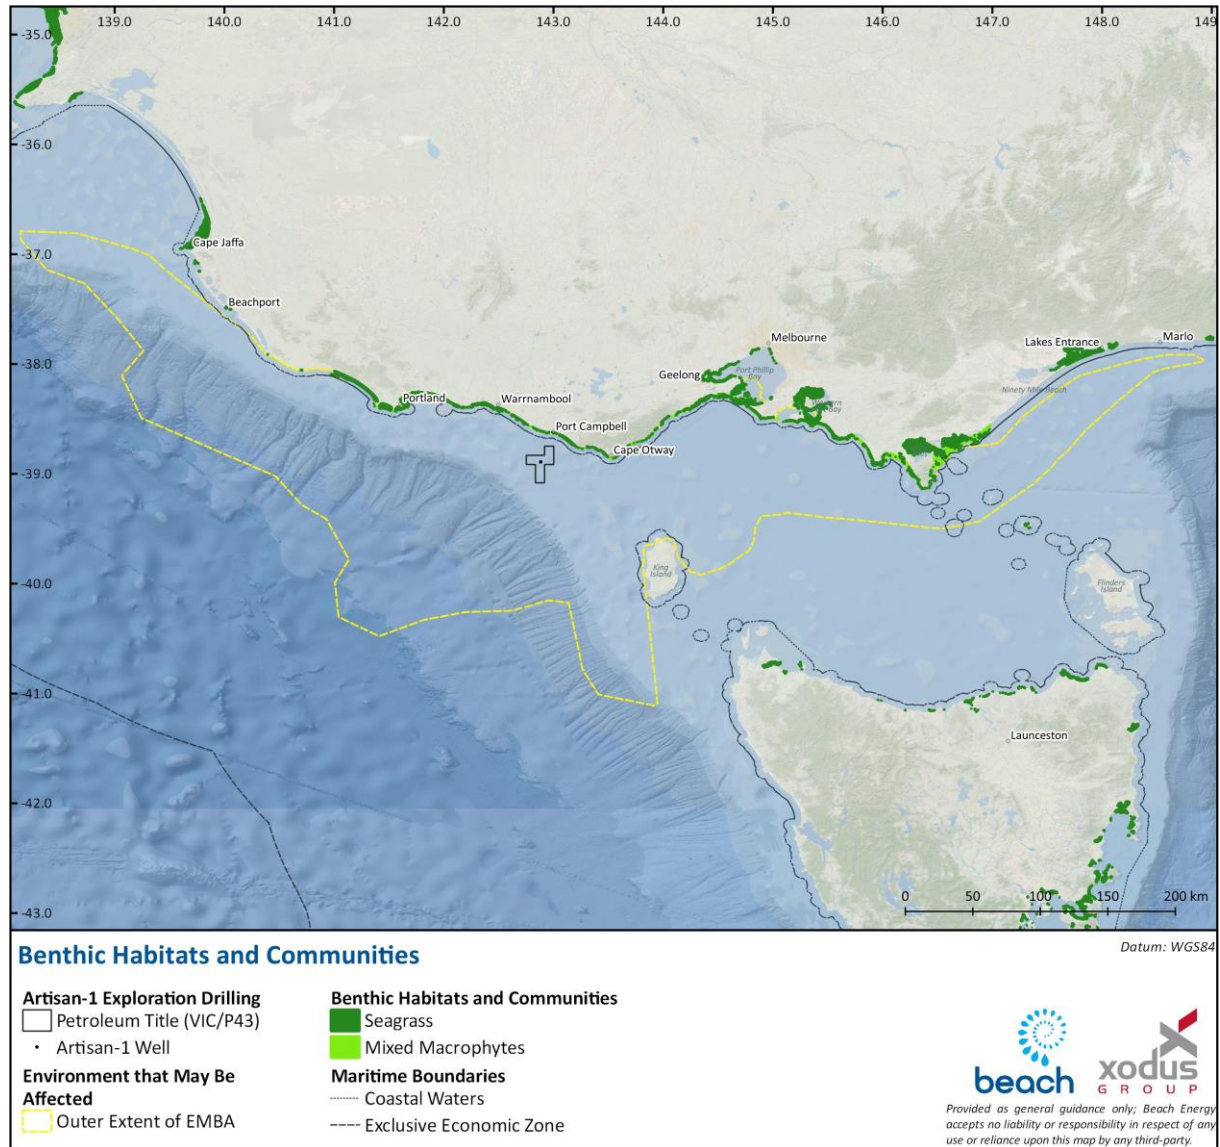 139.0 140.0 141.0 142.0 143.0 144.0 145.0 146.0 147.0 148.0 149
-35.0
-36.0
-37.0
Cape Jaffa
Beachport
Melbourne
Lakes Entrance
Marlo
-38.0
Geelong
Port Phillip
Bay
Ninety Mile Beach
Portland
Warrnambool
Port Campbell
Cape Otway
-39.0
King
Island
-40.0
Flinders
Island
-41.0
Launceston
-42.0
0 50 100 150 200 km
-43.0
Benthic Habitats and Communities
Datum: WGS84
Artisan-1 Exploration Drilling
Petroleum Title (VIC/P43)
Artisan-1 Well
Environment that May Be
Affected
Outer Extent of EMBA
Benthic Habitats and Communities
Seagrass
Mixed Macrophytes
Maritime Boundaries
Coastal Waters
Exclusive Economic Zone
beach
xodus
GROUP
Provided as general guidance only; Beach Energy
accepts no liability or responsibility in respect of any
use or reliance upon this map by any third-party.